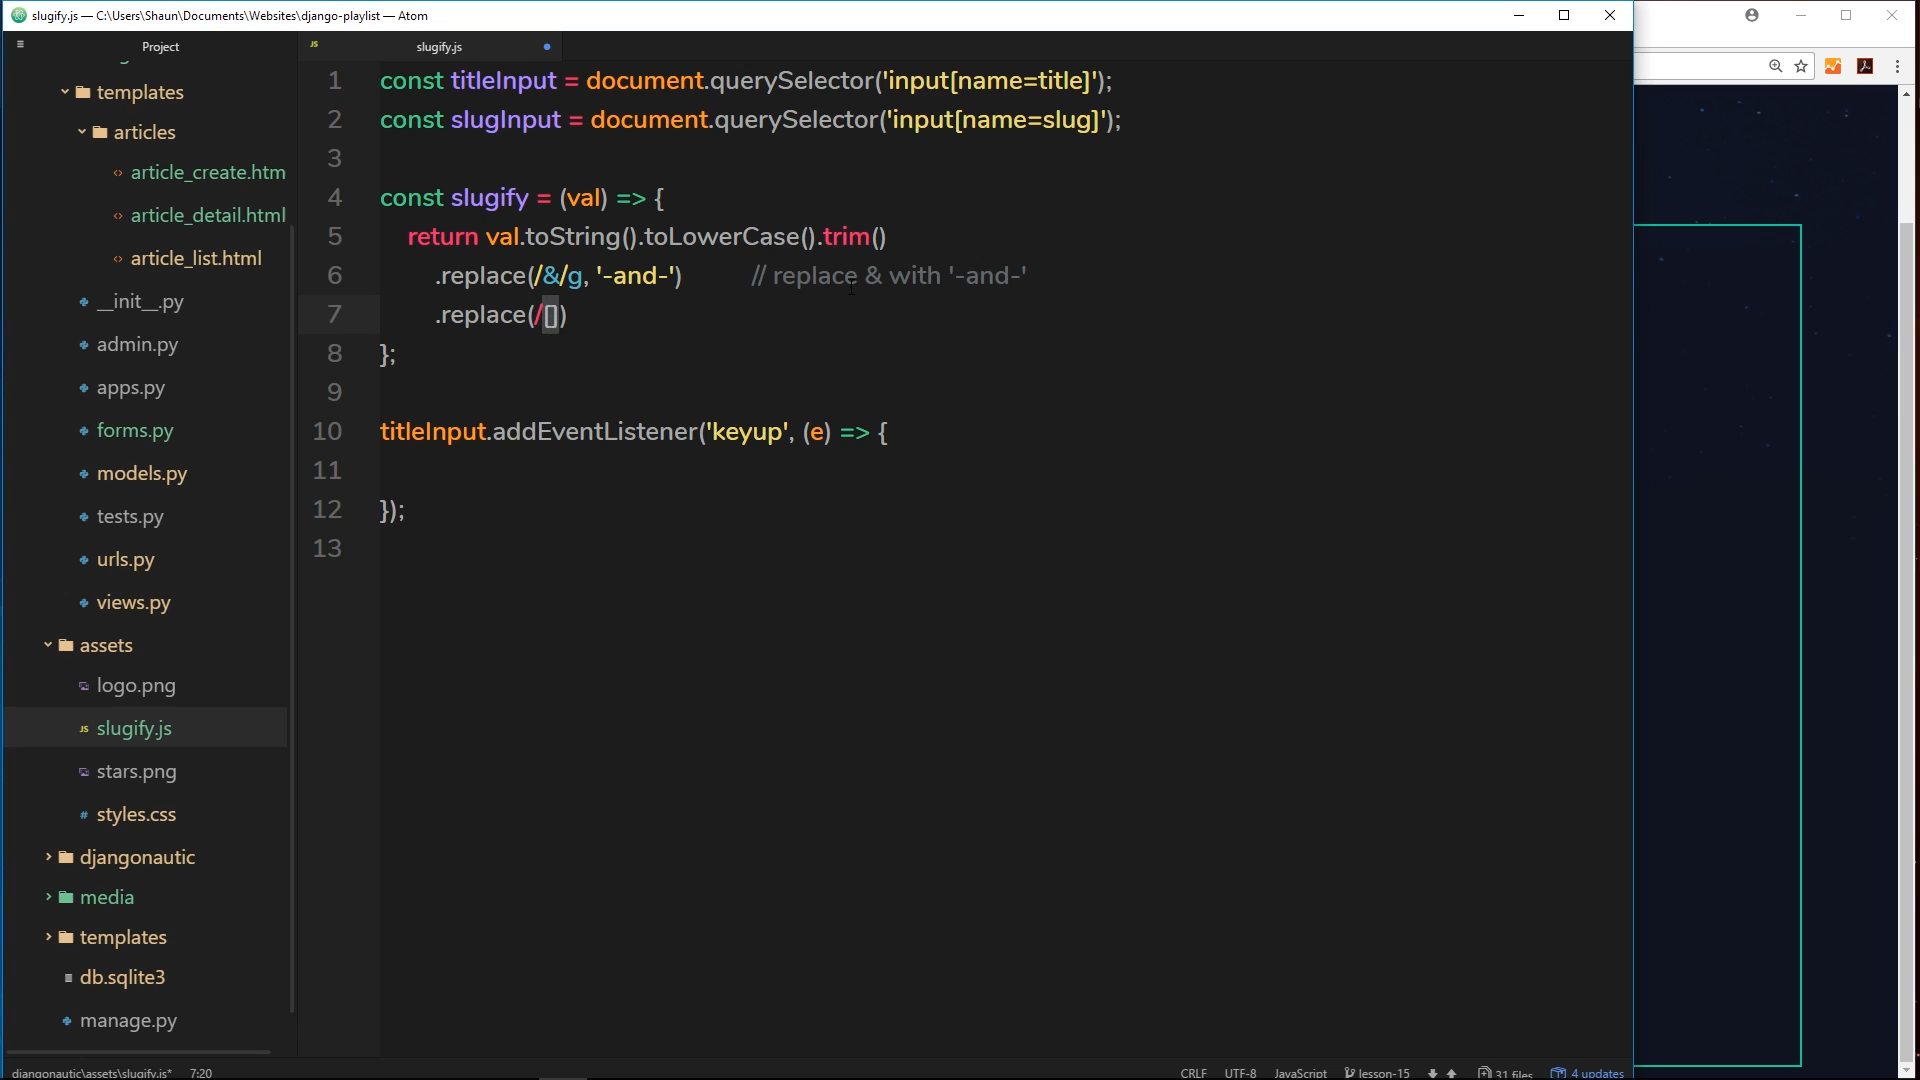 slugify.js — C:\Users\Shaun\Documents\Websites\django-playlist — Atom
Project
templates
articles
article_create.htm
article_detail.html
article_list.html
__init__.py
admin.py
apps.py
forms.py
models.py
tests.py
urls.py
views.py
assets
logo.png
JS slugify.js
stars.png
# styles.css
djangonautic
media
templates
db.sqlite3
manage.py
JS slugify.js
1 const titleInput = document.querySelector('input[name=title]');
2 const slugInput = document.querySelector('input[name=slug]');
3
4 const slugify = (val) => {
5 return val.toString().toLowerCase().trim()
6 .replace(/&/g, '-and-') // replace & with '-and-'
7 .replace(/[])
8 };
9
10 titleInput.addEventListener('keyup', (e) => {
11
12 });
13
djangonautic\assets\slugify.js* 7:20 CRLF UTF-8 JavaScript lesson-15 31 files 4 updates